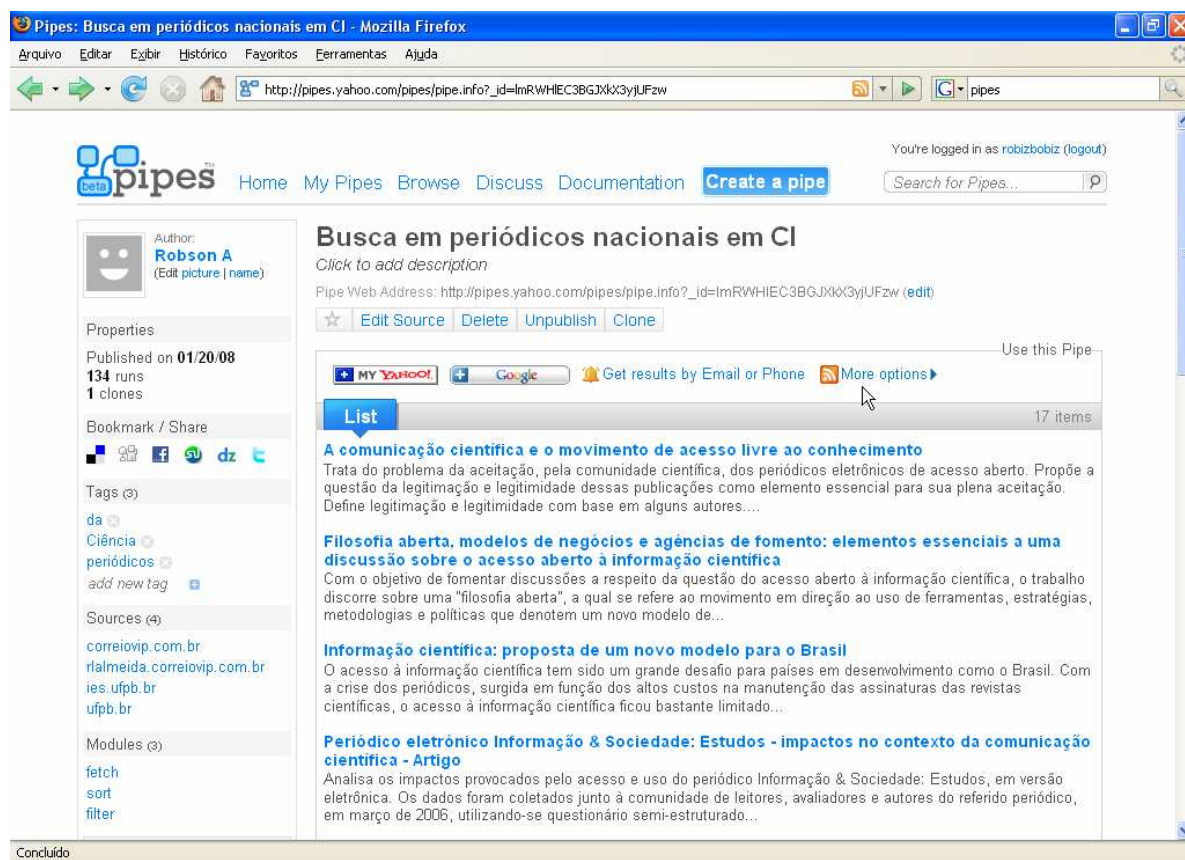 Pipes: Busca em periódicos nacionais em CI - Mozilla Firefox
Arquivo Editar Exibir Histórico Favoritos Ferramentas Ajuda
http://pipes.yahoo.com/pipes/pipe.info?_id=lmRWHlEC3BGJXkX3yjUFzw
G pipes
You're logged in as robizbobiz (logout)
beta pipes™
Home My Pipes Browse Discuss Documentation Create a pipe
Search for Pipes...
Author:
Robson A
(Edit picture | name)
Properties
Published on 01/20/08
134 runs
1 clones
Bookmark / Share
dz
Tags (3)
da
Ciência
periódicos
add new tag
Sources (4)
correiovip.com.br
rlalmeida.correiovip.com.br
ies.ufpb.br
ufpb.br
Modules (3)
fetch
sort
filter
Busca em periódicos nacionais em CI
Click to add description
Pipe Web Address: http://pipes.yahoo.com/pipes/pipe.info?_id=lmRWHlEC3BGJXkX3yjUFzw (edit)
Edit Source Delete Unpublish Clone
Use this Pipe
MY YAHOO! Google Get results by Email or Phone More options
List 17 items
A comunicação científica e o movimento de acesso livre ao conhecimento
Trata do problema da aceitação, pela comunidade científica, dos periódicos eletrônicos de acesso aberto. Propõe a
questão da legitimação e legitimidade dessas publicações como elemento essencial para sua plena aceitação.
Define legitimação e legitimidade com base em alguns autores....
Filosofia aberta, modelos de negócios e agências de fomento: elementos essenciais a uma
discussão sobre o acesso aberto à informação científica
Com o objetivo de fomentar discussões a respeito da questão do acesso aberto à informação científica, o trabalho
discorre sobre uma "filosofia aberta", a qual se refere ao movimento em direção ao uso de ferramentas, estratégias,
metodologias e políticas que denotem um novo modelo de...
Informação científica: proposta de um novo modelo para o Brasil
O acesso à informação científica tem sido um grande desafio para países em desenvolvimento como o Brasil. Com
a crise dos periódicos, surgida em função dos altos custos na manutenção das assinaturas das revistas
científicas, o acesso à informação científica ficou bastante limitado...
Periódico eletrônico Informação & Sociedade: Estudos - impactos no contexto da comunicação
científica - Artigo
Analisa os impactos provocados pelo acesso e uso do periódico Informação & Sociedade: Estudos, em versão
eletrônica. Os dados foram coletados junto à comunidade de leitores, avaliadores e autores do referido periódico,
em março de 2006, utilizando-se questionário semi-estruturado...
Concluído